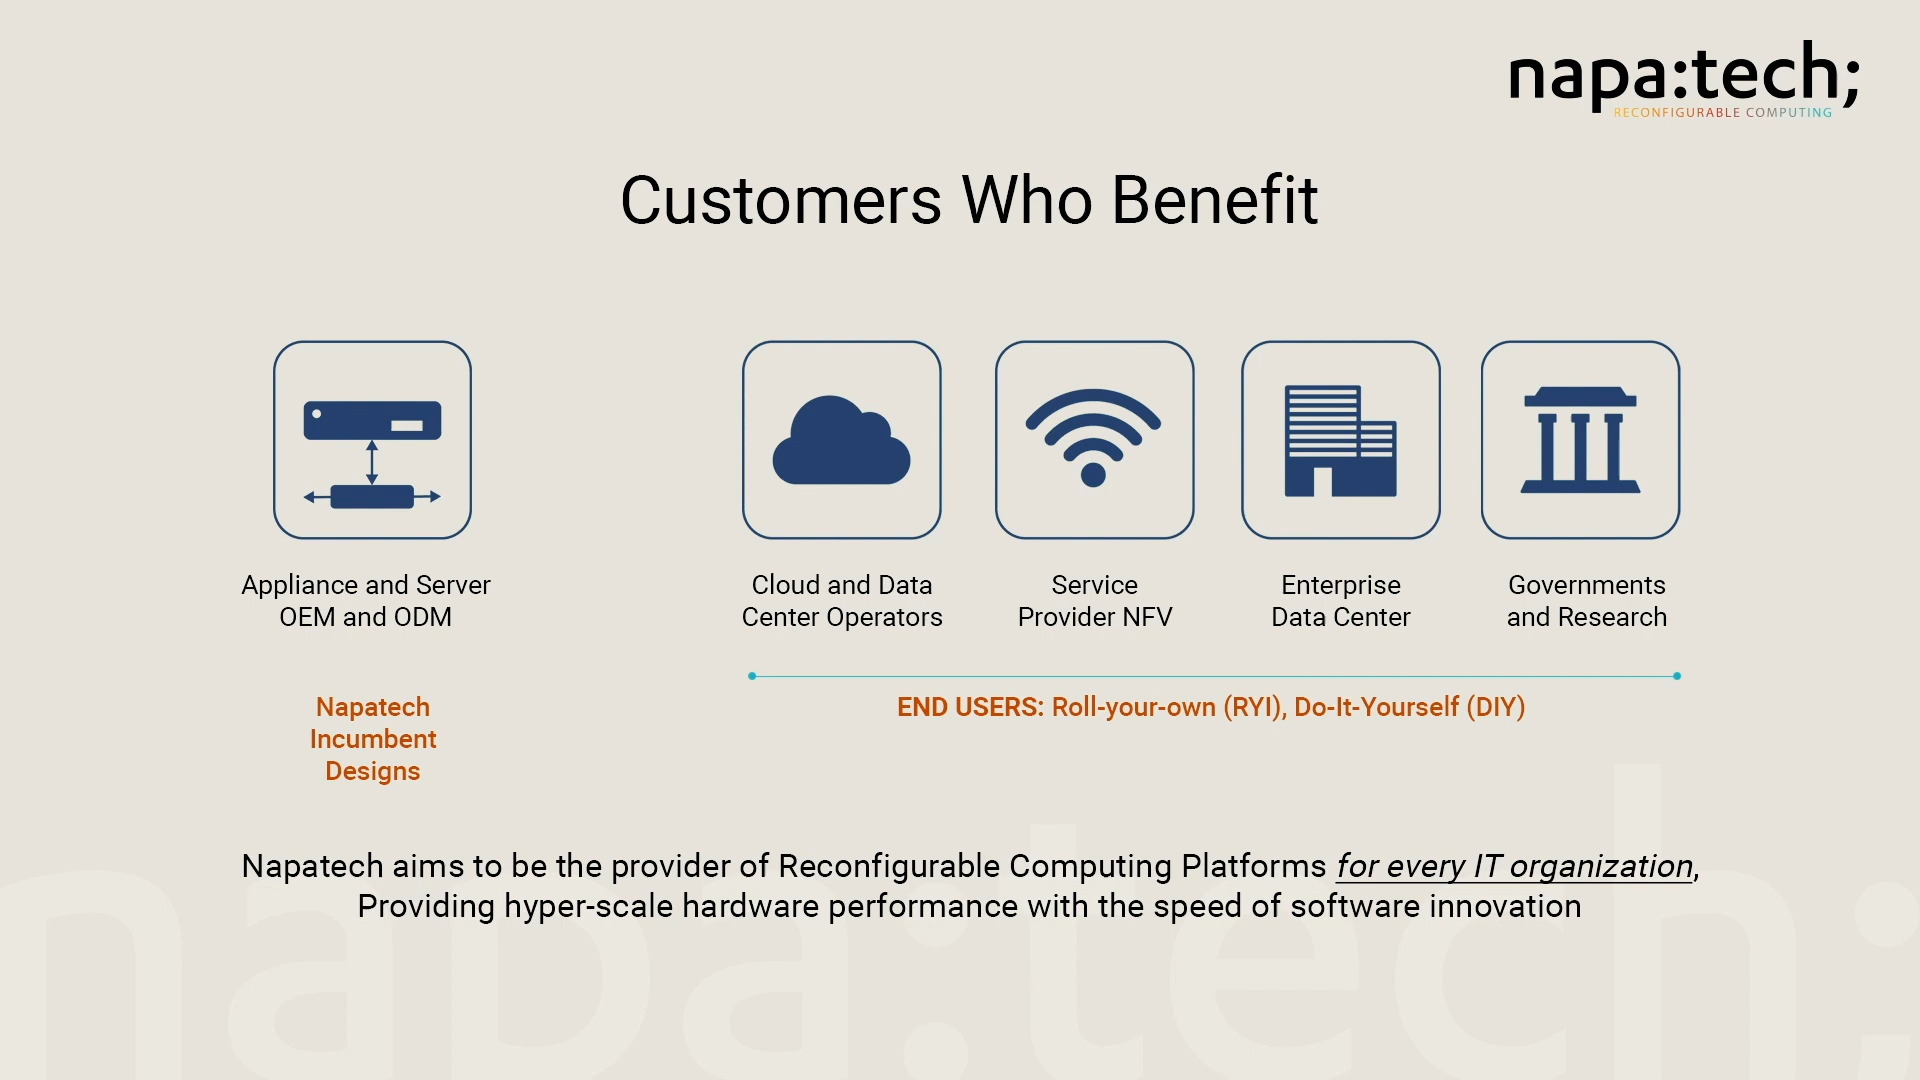 napa:tech;
RECONFIGURABLE COMPUTING
Customers Who Benefit
Appliance and Server
OEM and ODM
Cloud and Data
Center Operators
Service
Provider NFV
Enterprise
Data Center
Governments
and Research
Napatech
Incumbent
Designs
END USERS: Roll-your-own (RYI), Do-It-Yourself (DIY)
Napatech aims to be the provider of Reconfigurable Computing Platforms for every IT organization,
Providing hyper-scale hardware performance with the speed of software innovation
napa:tech;